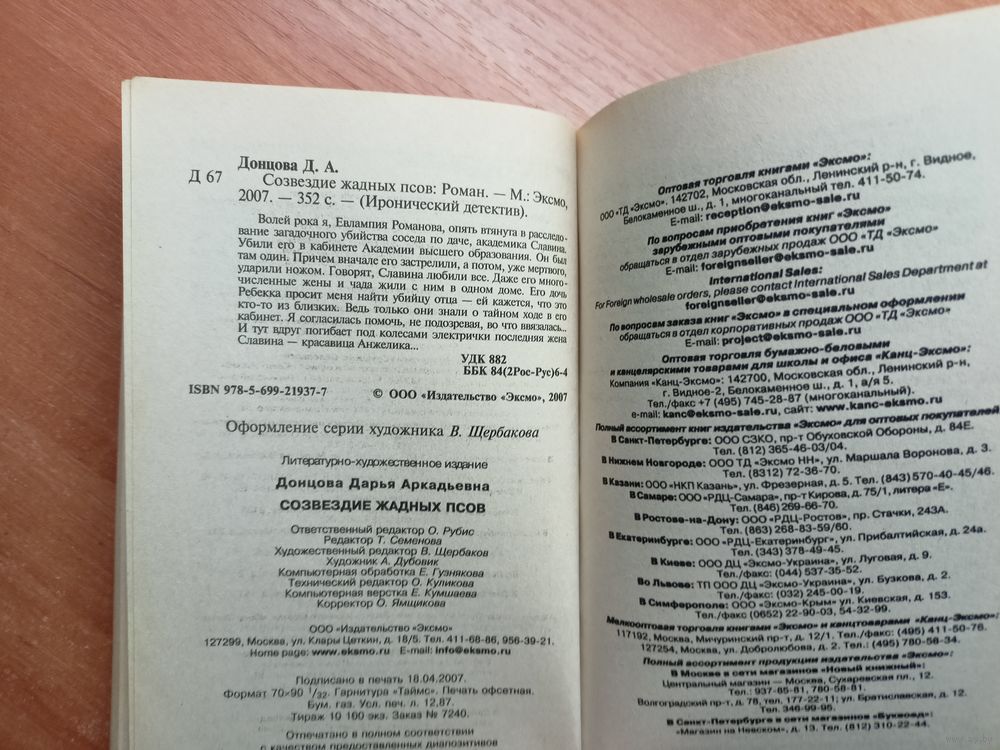 Донцова Д. А.
Д 67
Созвездие жадных псов: Роман. — М.: Эксмо,
2007. — 352 с. — (Иронический детектив).
Волей рока я, Евлампия Романова, опять втянута в расследо-
вание загадочного убийства соседа по даче, академика Славина.
Убили его в кабинете Академии высшего образования. Он был
там один. Причем вначале его застрелили, а потом, уже мертвого,
ударили ножом. Говорят, Славина любили все. Даже его много-
численные жены и чада жили с ним в одном доме. Его дочь
Ребекка просит меня найти убийцу отца — ей кажется, что это
кто-то из близких. Ведь только они знали о тайном ходе в его
кабинет. Я согласилась помочь, не подозревая, во что ввязалась...
И тут вдруг погибает под колесами электрички последняя жена
Славина — красавица Анжелика...
УДК 882
ББК 84(2Рос-Рус)6-4
ISBN 978-5-699-21937-7
© ООО «Издательство «Эксмо», 2007
Оформление серии художника В. Щербакова
Литературно-художественное издание
Донцова Дарья Аркадьевна
СОЗВЕЗДИЕ ЖАДНЫХ ПСОВ
Ответственный редактор О. Рубис
Редактор Т. Семенова
Художественный редактор В. Щербаков
Художник А. Дубовик
Компьютерная обработка Е. Гузнякова
Технический редактор О. Куликова
Компьютерная верстка Е. Кумшаева
Корректор О. Ямщикова
ООО «Издательство «Эксмо»
127299, Москва, ул. Клары Цеткин, д. 18/5. Тел. 411-68-86, 956-39-21.
Home page: www.eksmo.ru E-mail: info@eksmo.ru
Подписано в печать 18.04.2007.
Формат 70×90 1/32. Гарнитура «Таймс». Печать офсетная.
Бум. газ. Усл. печ. л. 12,87.
Тираж 10 100 экз. Заказ № 7240.
Отпечатано в полном соответствии
с качеством предоставленных диапозитивов
Оптовая торговля книгами «Эксмо»:
ООО «ТД «Эксмо». 142702, Московская обл., Ленинский р-н, г. Видное,
Белокаменное ш., д. 1, многоканальный тел. 411-50-74.
E-mail: reception@eksmo-sale.ru
По вопросам приобретения книг «Эксмо»
зарубежными оптовыми покупателями
обращаться в отдел зарубежных продаж ООО «ТД «Эксмо»
E-mail: foreignseller@eksmo-sale.ru
International Sales:
For Foreign wholesale orders, please contact International Sales Department at
foreignseller@eksmo-sale.ru
По вопросам заказа книг «Эксмо» в специальном оформлении
обращаться в отдел корпоративных продаж ООО «ТД «Эксмо»
E-mail: project@eksmo-sale.ru
Оптовая торговля бумажно-беловыми
и канцелярскими товарами для школы и офиса «Канц-Эксмо»:
Компания «Канц-Эксмо»: 142700, Московская обл., Ленинский р-н,
г. Видное-2, Белокаменное ш., д. 1, а/я 5.
Тел./факс +7 (495) 745-28-87 (многоканальный).
e-mail: kanc@eksmo-sale.ru, сайт: www.kanc-eksmo.ru
Полный ассортимент книг издательства «Эксмо» для оптовых покупателей
В Санкт-Петербурге: ООО СЗКО, пр-т Обуховской Обороны, д. 84Е.
Тел. (812) 365-46-03/04.
В Нижнем Новгороде: ООО ТД «Эксмо НН», ул. Маршала Воронова, д. 3.
Тел. (8312) 72-36-70.
В Казани: ООО «НКП Казань», ул. Фрезерная, д. 5. Тел. (843) 570-40-45/46.
В Самаре: ООО «РДЦ-Самара», пр-т Кирова, д. 75/1, литера «Е».
Тел. (846) 269-66-70.
В Ростове-на-Дону: ООО «РДЦ-Ростов», пр. Стачки, 243А.
Тел. (863) 268-83-59/60.
В Екатеринбурге: ООО «РДЦ-Екатеринбург», ул. Прибалтийская, д. 24а.
Тел. (343) 378-49-45.
В Киеве: ООО ДЦ «Эксмо-Украина», ул. Луговая, д. 9.
Тел./факс: (044) 537-35-52.
Во Львове: ТП ООО ДЦ «Эксмо-Украина», ул. Бузкова, д. 2.
Тел./факс: (032) 245-00-19.
В Симферополе: ООО «Эксмо-Крым» ул. Киевская, д. 153.
Тел./факс (0652) 22-90-03, 54-32-99.
Мелкооптовая торговля книгами «Эксмо» и канцтоварами «Канц-Эксмо»:
117192, Москва, Мичуринский пр-т, д. 12/1. Тел./факс: (495) 411-50-76.
127254, Москва, ул. Добролюбова, д. 2. Тел.: (495) 780-58-34.
Полный ассортимент продукции издательства «Эксмо»:
В Москве в сети магазинов «Новый книжный»:
Центральный магазин — Москва, Сухаревская пл., 12
Тел.: 937-85-81, 780-58-81.
Волгоградский пр-т, д. 78, тел. 177-22-11; ул. Братиславская, д. 12.
Тел. 346-99-95.
В Санкт-Петербурге в сети магазинов «Буквоед»:
«Магазин на Невском», д. 13. Тел. (812) 310-22-44.